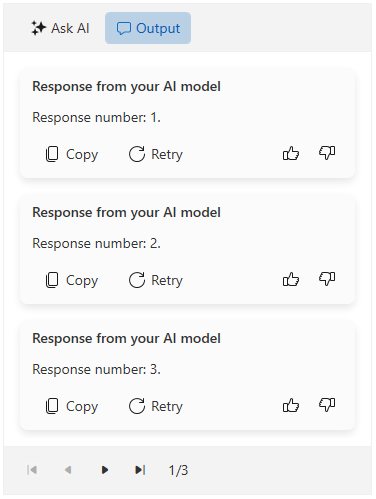 Ask AI Output
Response from your AI model
Response number: 1.
Copy Retry
Response from your AI model
Response number: 2.
Copy Retry
Response from your AI model
Response number: 3.
Copy Retry
1/3